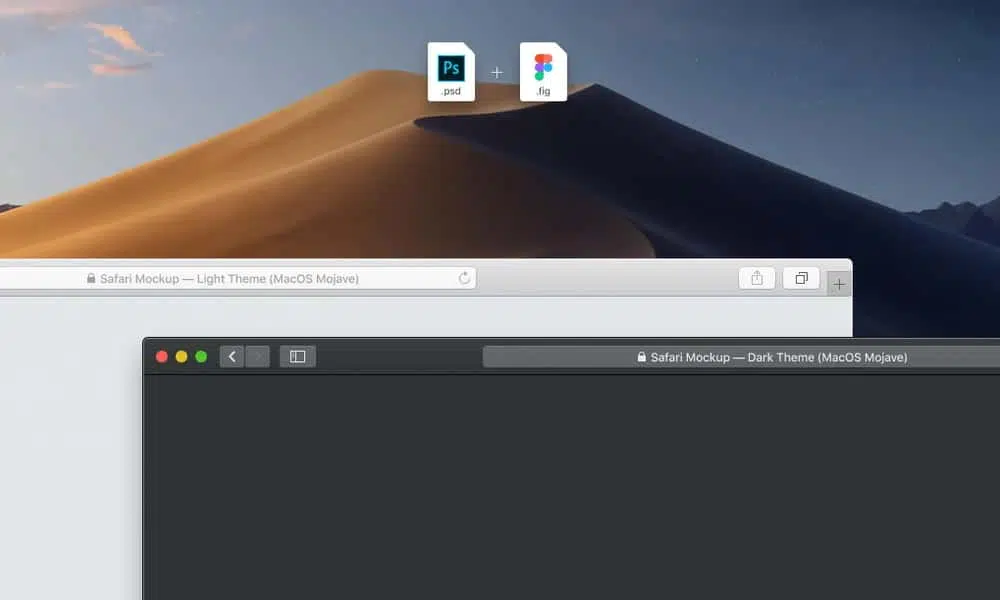 Ps
.psd
.fig
Safari Mockup — Light Theme (MacOS Mojave)
Safari Mockup — Dark Theme (MacOS Mojave)